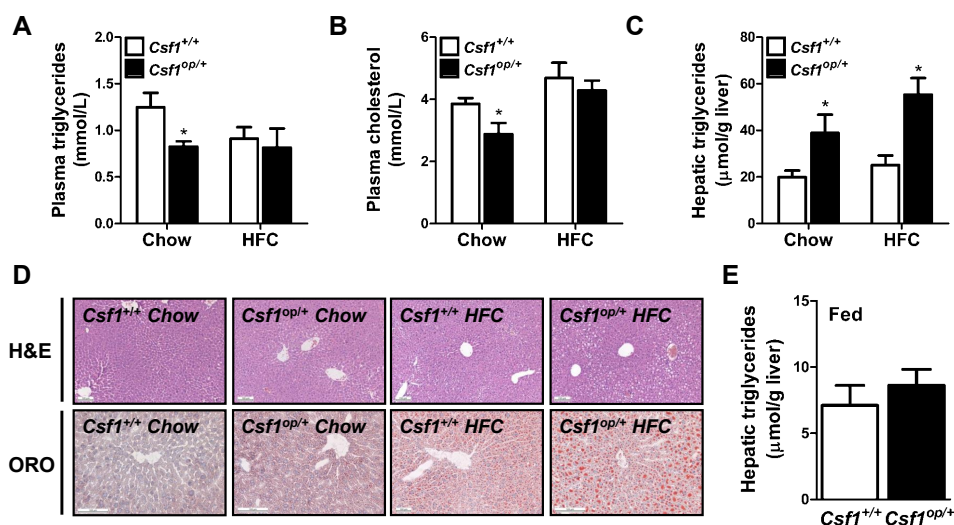 A
Plasma triglycerides
(mmol/L)
2.0
1.5
1.0
0.5
0.0
Csf1+/+
Csf1op/+
*
Chow
HFC
B
Plasma cholesterol
(mmol/L)
6
4
2
0
Csf1+/+
Csf1op/+
*
Chow
HFC
C
Hepatic triglycerides
(μmol/g liver)
80
60
40
20
0
Csf1+/+
Csf1op/+
*
*
Chow
HFC
D
H&E
Csf1+/+ Chow
Csf1op/+ Chow
Csf1+/+ HFC
Csf1op/+ HFC
ORO
Csf1+/+ Chow
Csf1op/+ Chow
Csf1+/+ HFC
Csf1op/+ HFC
E
Hepatic triglycerides
(μmol/g liver)
15
10
5
0
Fed
Csf1+/+
Csf1op/+